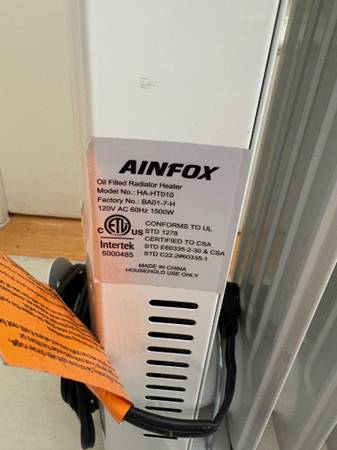 AINFOX
Oil Filled Radiator Heater
Model No.: HA-HT010
Factory No.: BA01-7-H
120V AC 60Hz 1500W
C ETL US
Intertek
5000485
CONFORMS TO UL
STD 1278
CERTIFIED TO CSA
STD E60335-2-30 & CSA
STD C22.2#60335-1
MADE IN CHINA
HOUSEHOLD USE ONLY